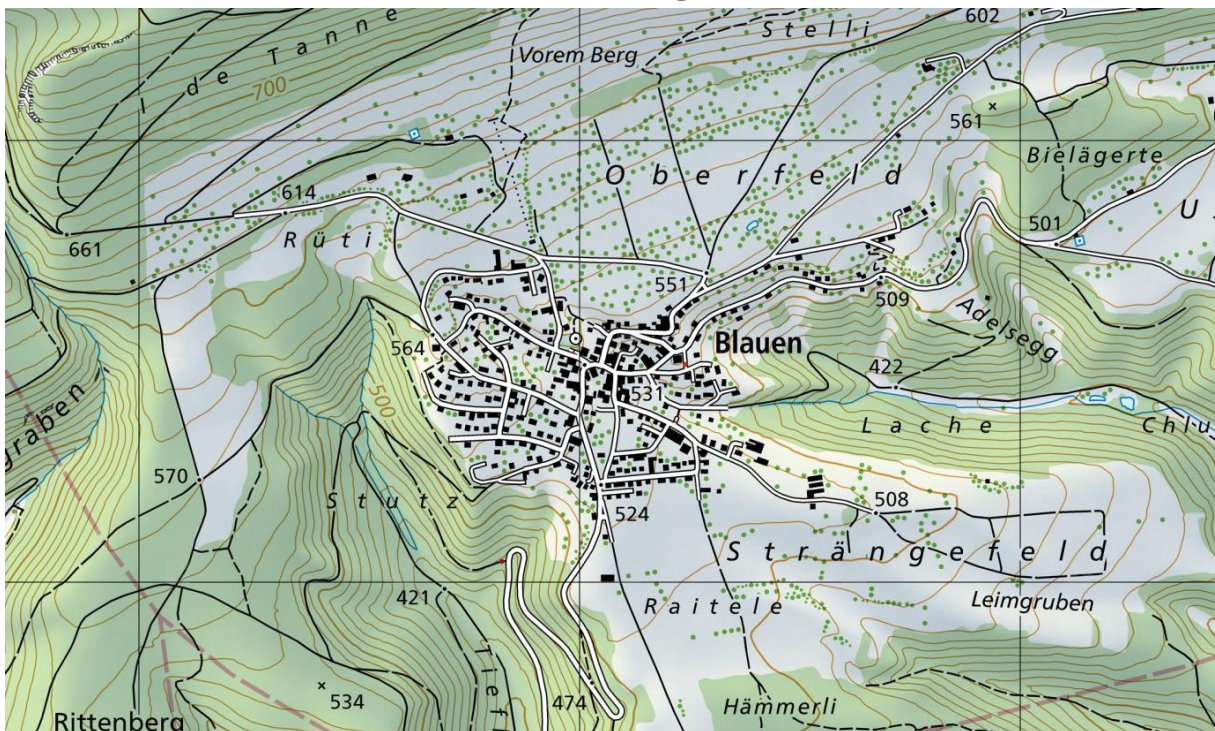 602
Stelli
I de Tanne
Vorem Berg
700
561
Bielägerte
Oberfeld
614
U
501
661
Rüti
551
509
Adelsegg
564
Blauen
422
500
531
Lache
Chlu
graben
570
Stutz
508
524
Strängefeld
421
Raitele
Leimgruben
Tief
534
474
Hämmerli
Rittenberg